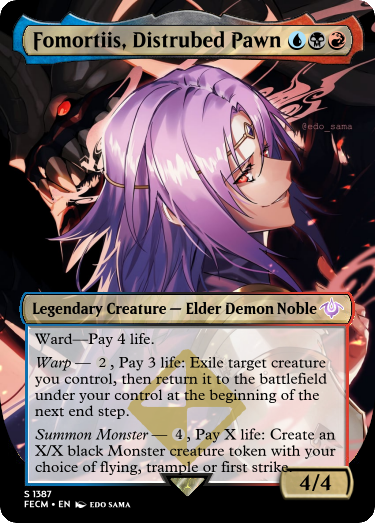 Fomortiis, Distrubed Pawn
@edo_sama
Legendary Creature — Elder Demon Noble
Ward—Pay 4 life.
Warp — 2 , Pay 3 life: Exile target creature
you control, then return it to the battlefield
under your control at the beginning of the
next end step.
Summon Monster — 4 , Pay X life: Create an
X/X black Monster creature token with your
choice of flying, trample or first strike.
4/4
S 1387
FECM • EN EDO SAMA